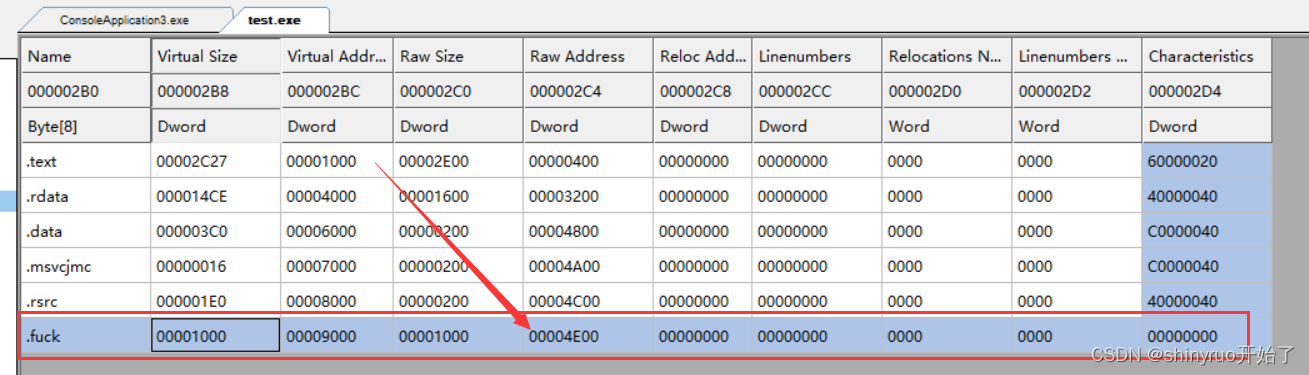 ConsoleApplication3.exe test.exe
Name Virtual Size Virtual Addr... Raw Size Raw Address Reloc Add... Linenumbers Relocations N... Linenumbers ... Characteristics
000002B0 000002B8 000002BC 000002C0 000002C4 000002C8 000002CC 000002D0 000002D2 000002D4
Byte[8] Dword Dword Dword Dword Dword Dword Word Word Dword
.text 00002C27 00001000 00002E00 00000400 00000000 00000000 0000 0000 60000020
.rdata 000014CE 00004000 00001600 00003200 00000000 00000000 0000 0000 40000040
.data 000003C0 00006000 00000200 00004800 00000000 00000000 0000 0000 C0000040
.msvcjmc 00000016 00007000 00000200 00004A00 00000000 00000000 0000 0000 C0000040
.rsrc 000001E0 00008000 00000200 00004C00 00000000 00000000 0000 0000 40000040
.fuck 00001000 00009000 00001000 00004E00 00000000 00000000 0000 0000 00000000
CSDN @shinyruo开始了